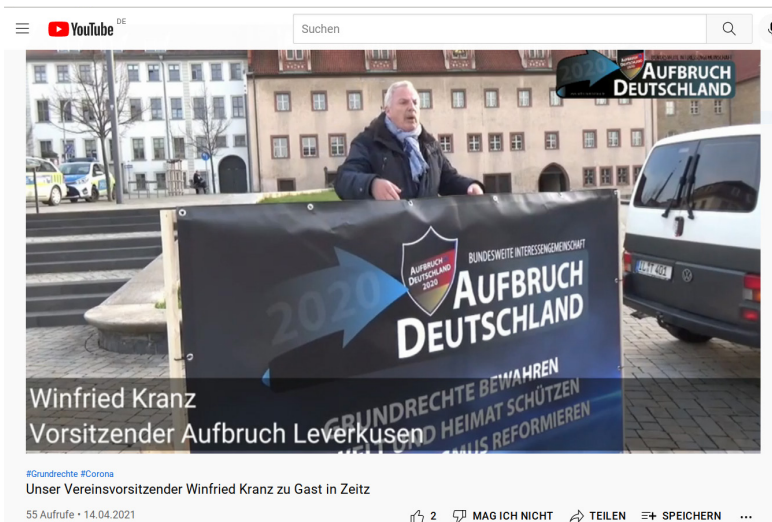 YouTube DE
Suchen
2020 AUFBRUCH
DEUTSCHLAND
BUNDESWEITE INTERESSENGEMEINSCHAFT
AUFBRUCH
DEUTSCHLAND
2020
2020 AUFBRUCH
DEUTSCHLAND
GRUNDRECHTE BEWAHREN
UND HEIMAT SCHÜTZEN
REFORMIEREN
Winfried Kranz
Vorsitzender Aufbruch Leverkusen
#Grundrechte #Corona
Unser Vereinsvorsitzender Winfried Kranz zu Gast in Zeitz
55 Aufrufe • 14.04.2021
2 MAG ICH NICHT TEILEN SPEICHERN